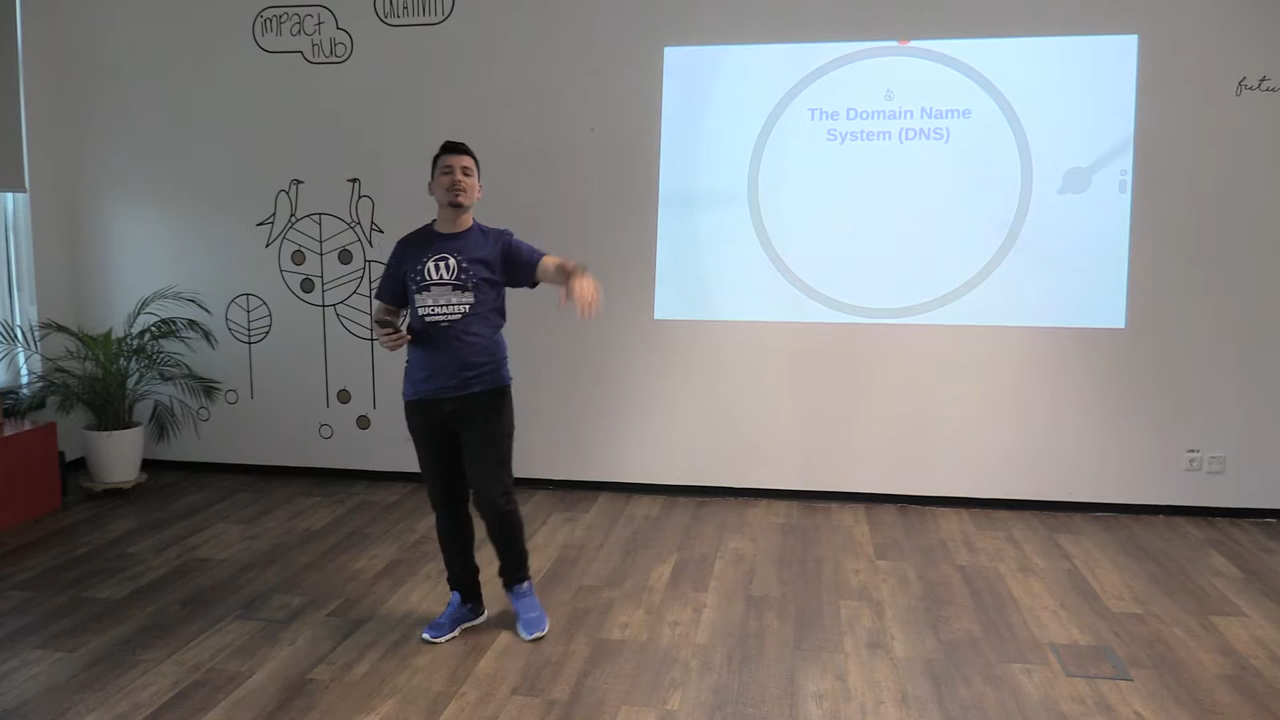 impact
hub
CREATIVITY
The Domain Name
System (DNS)
W
BUCHAREST
WORDCAMP